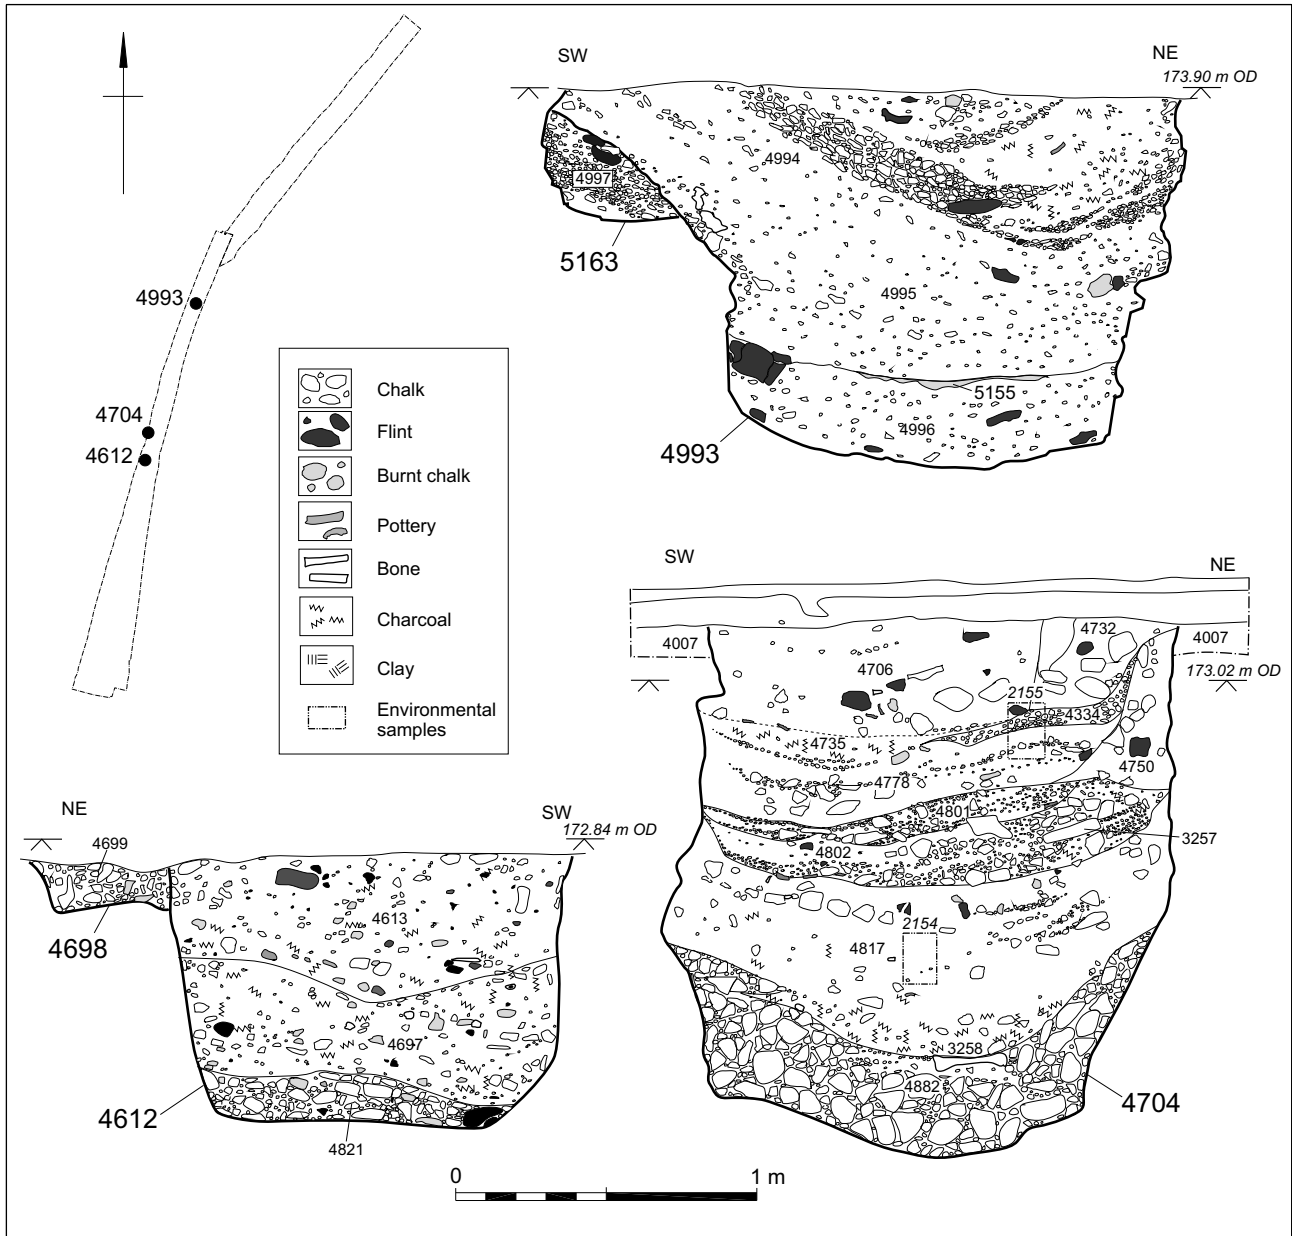 SW
NE
173.90 m OD
4994
4997
5163
4995
5155
4996
4993
4993
4704
4612
Chalk
Flint
Burnt chalk
Pottery
Bone
Charcoal
Clay
Environmental
samples
SW
NE
4007
4732
4007
4706
173.02 m OD
2155
4334
4735
4750
4778
4801
3257
4802
2154
4817
3258
4882
4704
NE
SW
172.84 m OD
4699
4613
4698
4697
4612
4821
0
1 m